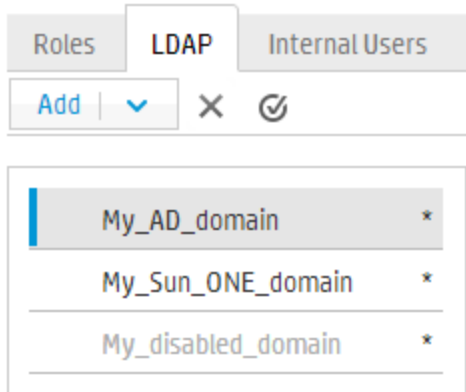 Roles LDAP Internal Users
Add
My_AD_domain *
My_Sun_ONE_domain *
My_disabled_domain *